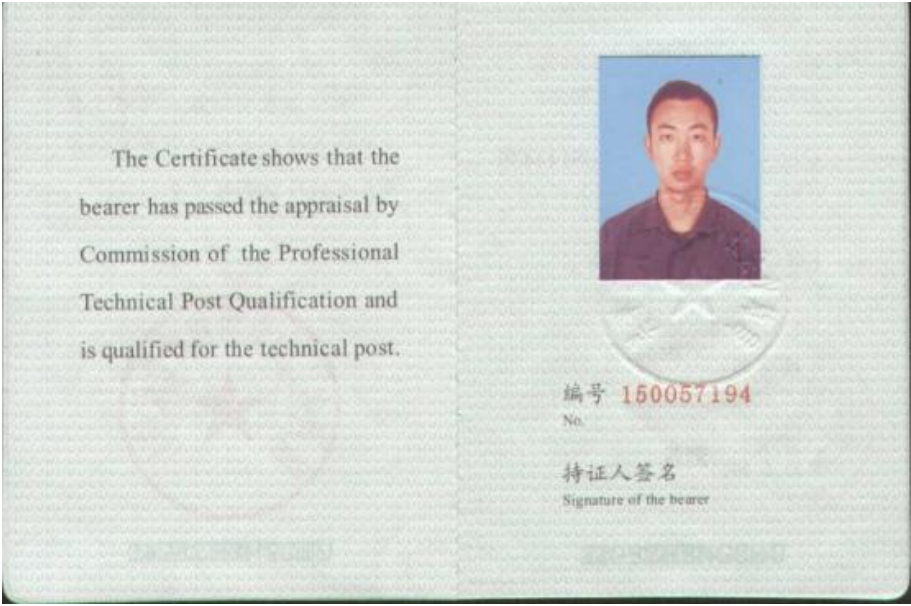 The Certificate shows that the
bearer has passed the appraisal by
Commission of the Professional
Technical Post Qualification and
is qualified for the technical post.
编号 150057194
No.
持证人签名
Signature of the bearer